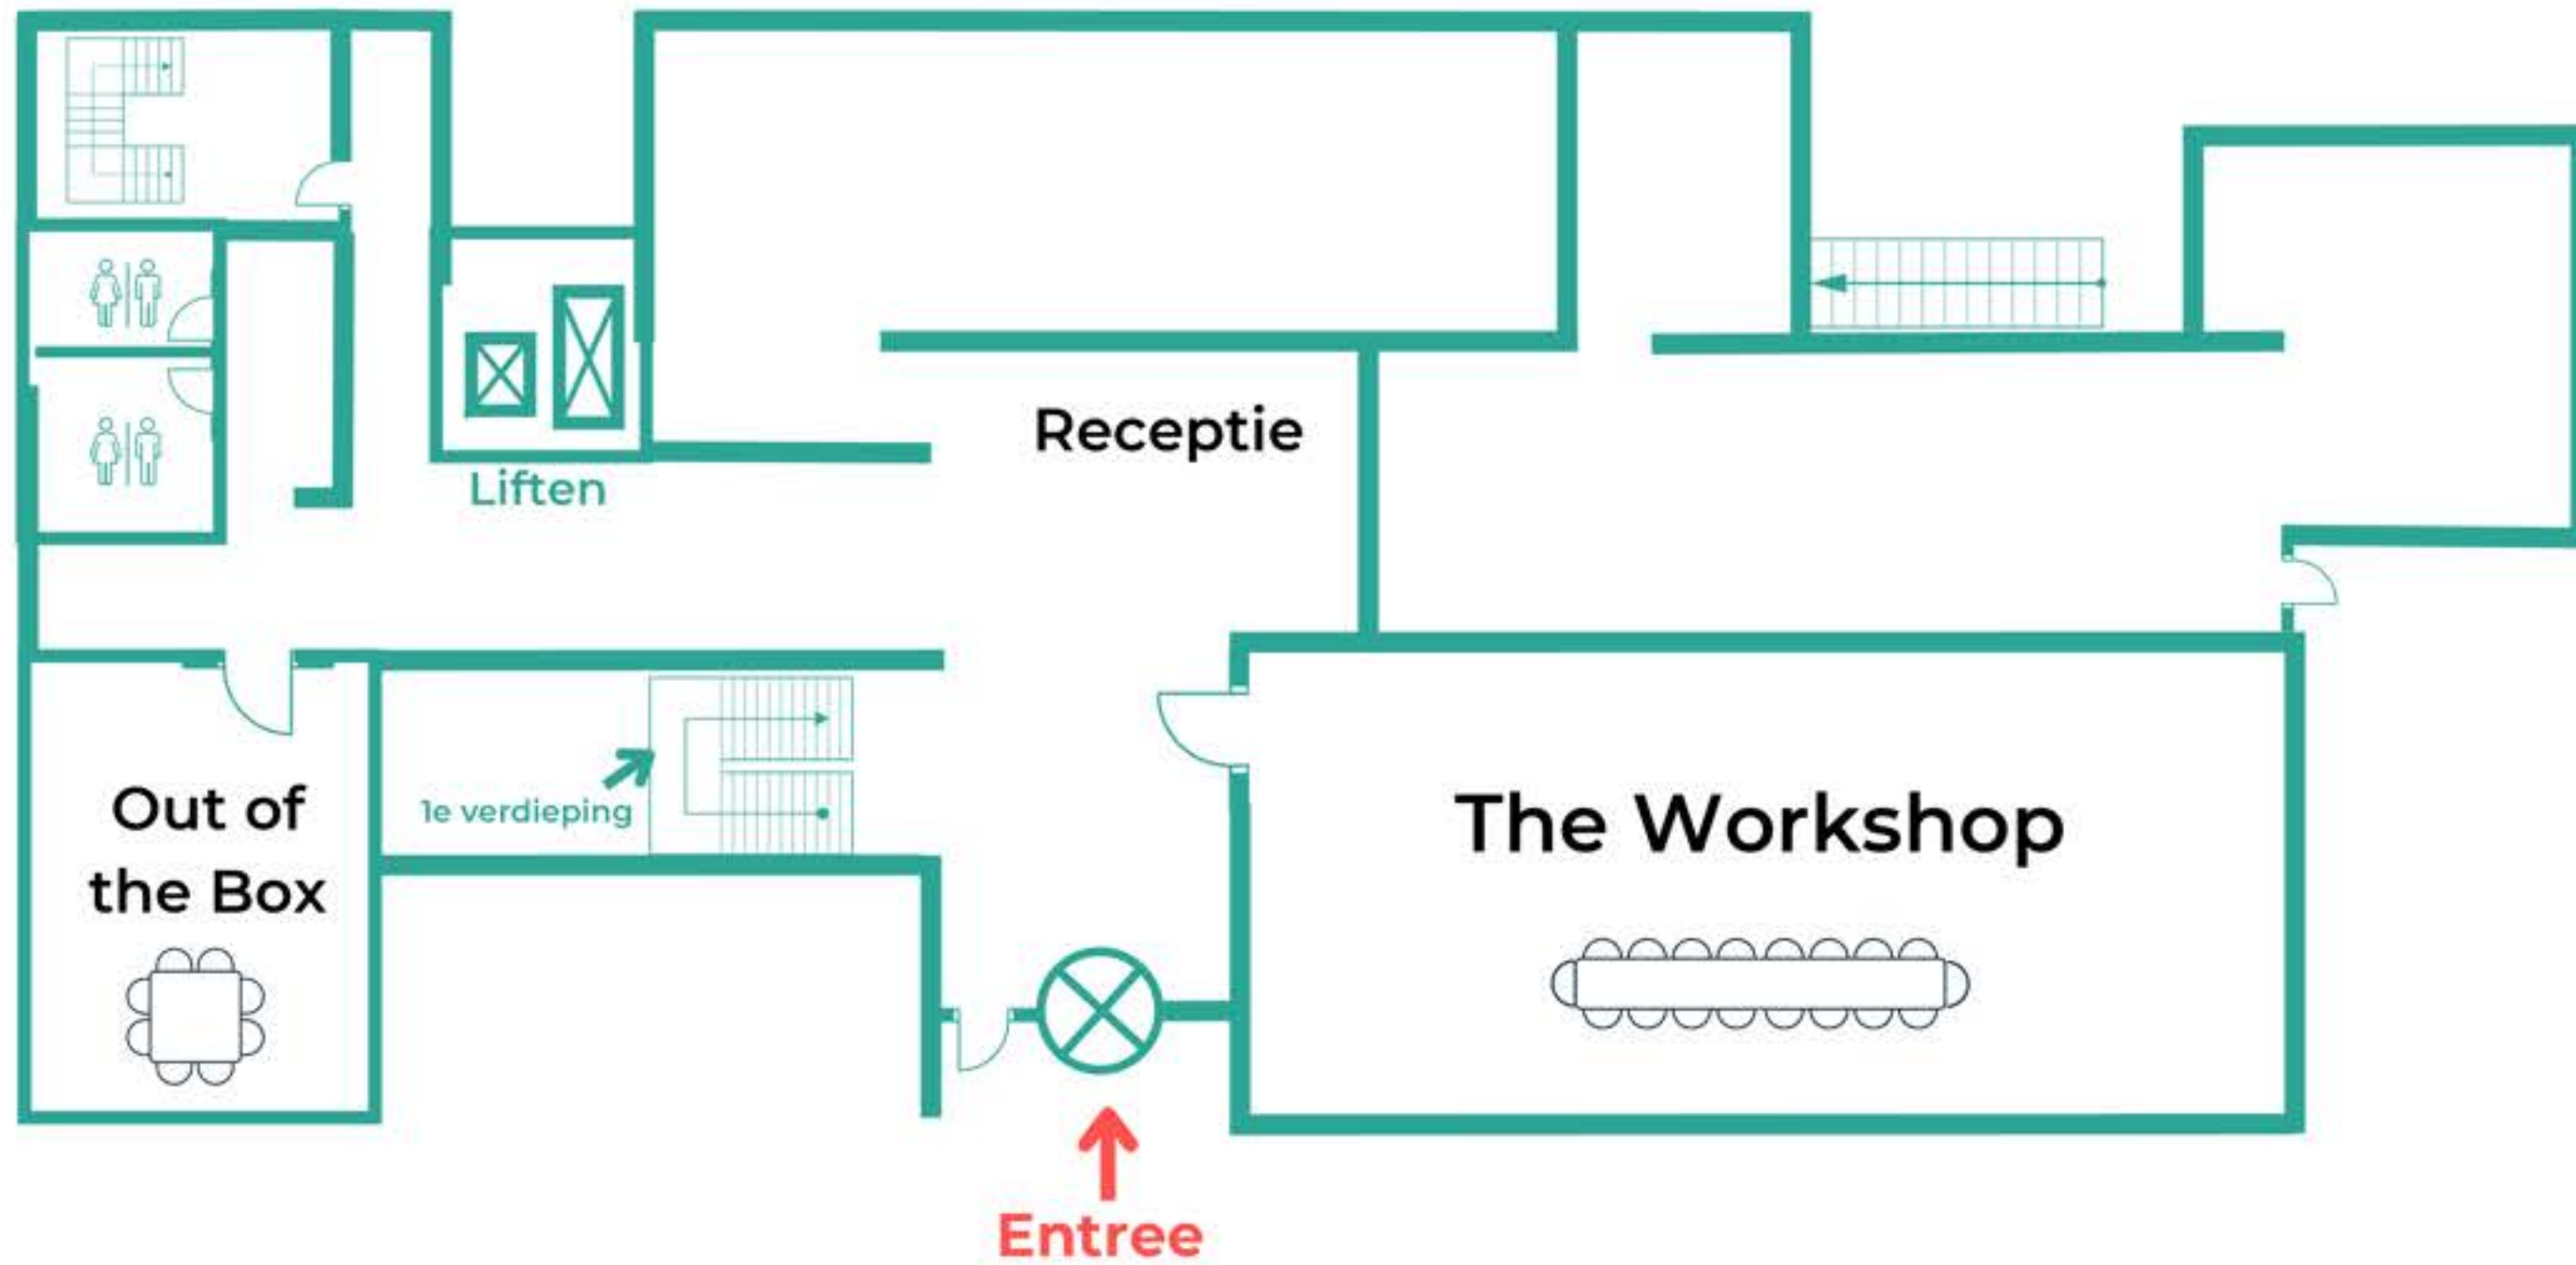 Receptie
Liften
Out of
the Box
1e verdieping
The Workshop
Entree